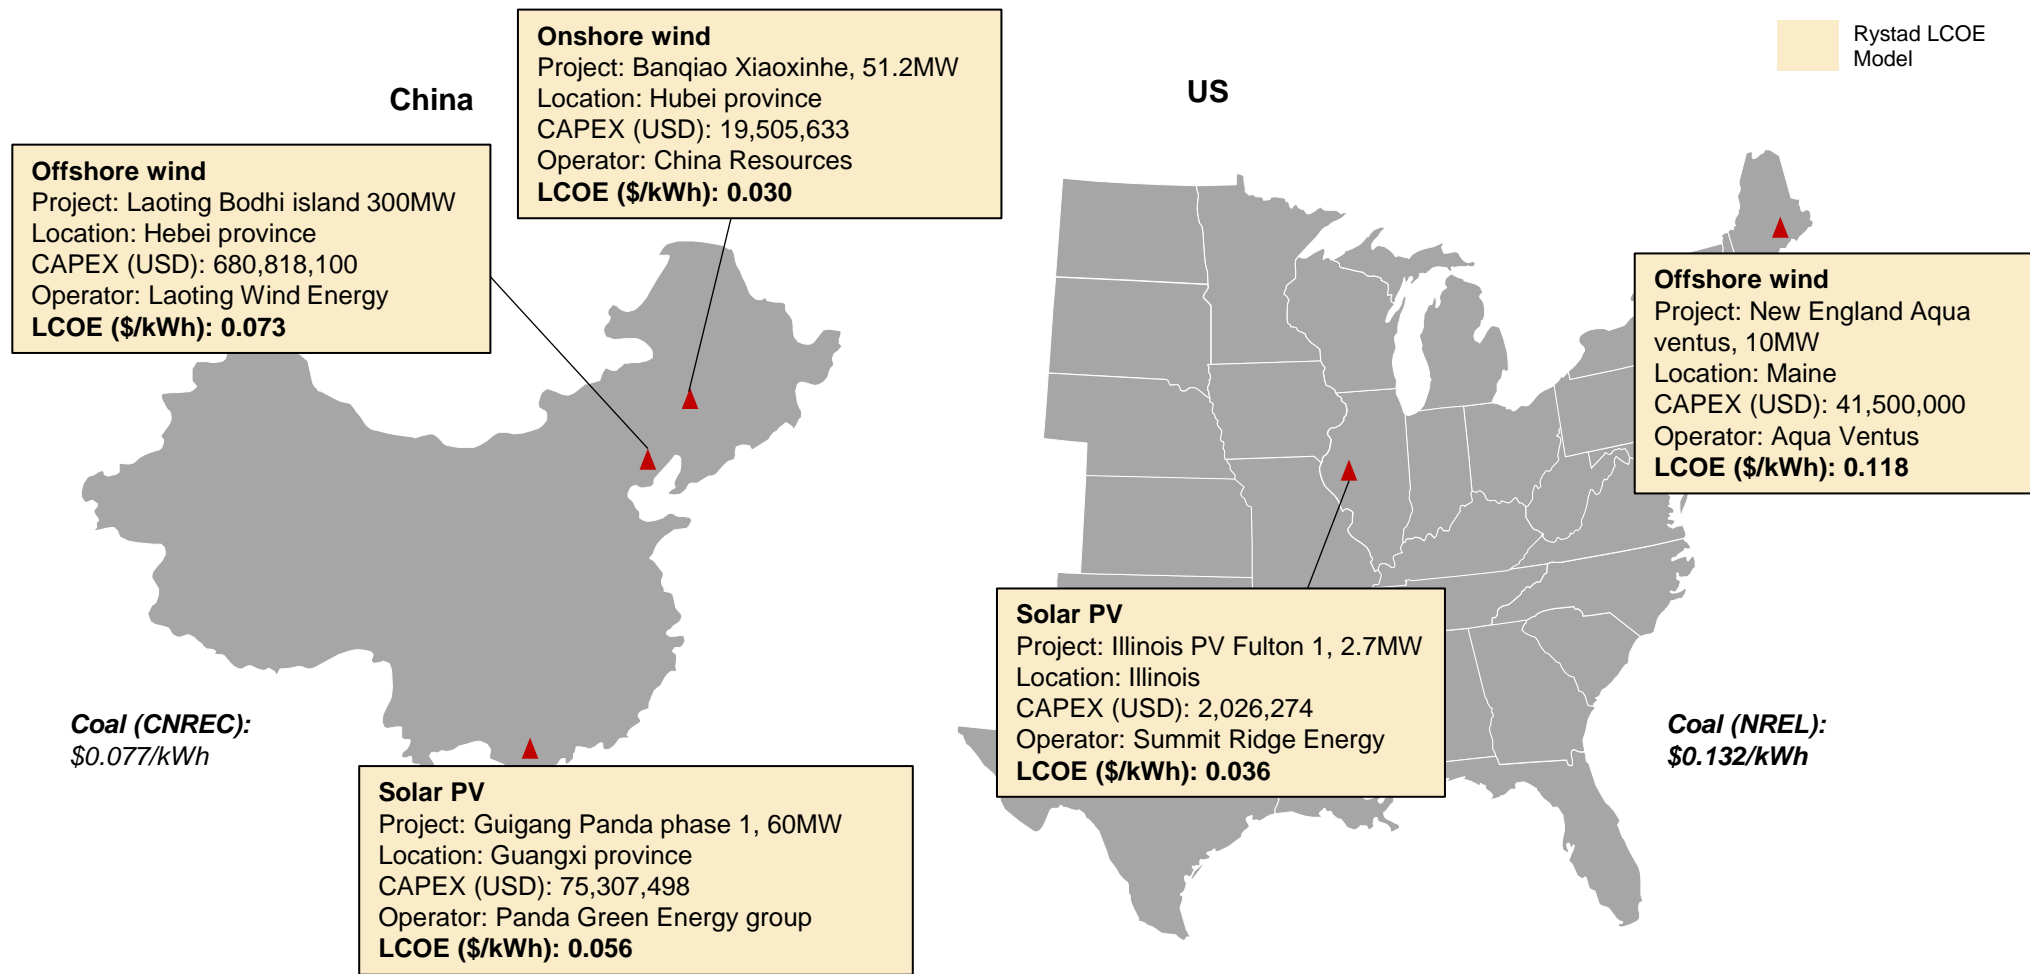 Onshore wind
Project: Banqiao Xiaoxinhe, 51.2MW
Location: Hubei province
CAPEX (USD): 19,505,633
Operator: China Resources
LCOE ($/kWh): 0.030
Rystad LCOE
Model
China
US
Offshore wind
Project: Laoting Bodhi island 300MW
Location: Hebei province
CAPEX (USD): 680,818,100
Operator: Laoting Wind Energy
LCOE ($/kWh): 0.073
Offshore wind
Project: New England Aqua
ventus, 10MW
Location: Maine
CAPEX (USD): 41,500,000
Operator: Aqua Ventus
LCOE ($/kWh): 0.118
Solar PV
Project: Illinois PV Fulton 1, 2.7MW
Location: Illinois
CAPEX (USD): 2,026,274
Operator: Summit Ridge Energy
LCOE ($/kWh): 0.036
Coal (CNREC):
$0.077/kWh
Coal (NREL):
$0.132/kWh
Solar PV
Project: Guigang Panda phase 1, 60MW
Location: Guangxi province
CAPEX (USD): 75,307,498
Operator: Panda Green Energy group
LCOE ($/kWh): 0.056